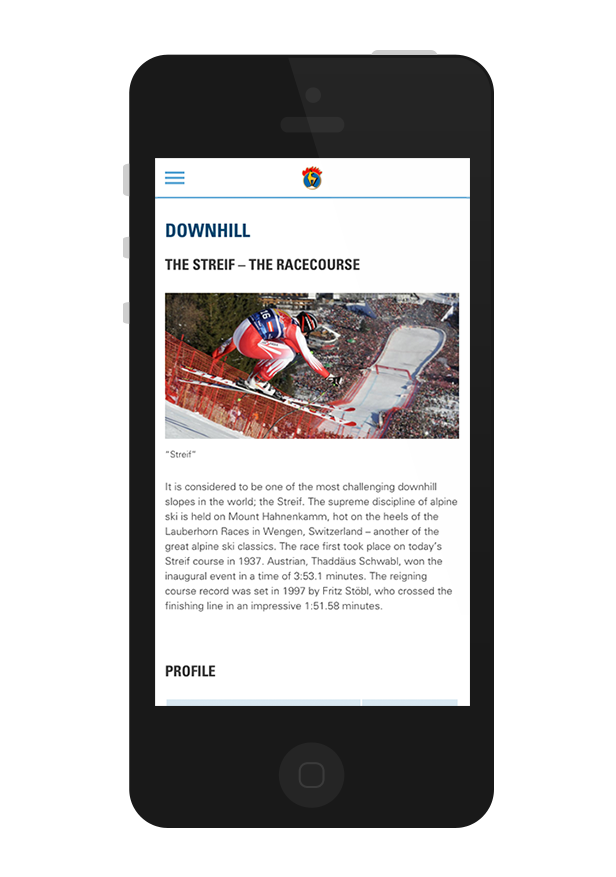 DOWNHILL
THE STREIF – THE RACECOURSE
16
"Streif"
It is considered to be one of the most challenging downhill
slopes in the world; the Streif. The supreme discipline of alpine
ski is held on Mount Hahnenkamm, hot on the heels of the
Lauberhorn Races in Wengen, Switzerland – another of the
great alpine ski classics. The race first took place on today's
Streif course in 1937. Austrian, Thaddäus Schwabl, won the
inaugural event in a time of 3:53.1 minutes. The reigning
course record was set in 1997 by Fritz Stöbl, who crossed the
finishing line in an impressive 1:51.58 minutes.
PROFILE